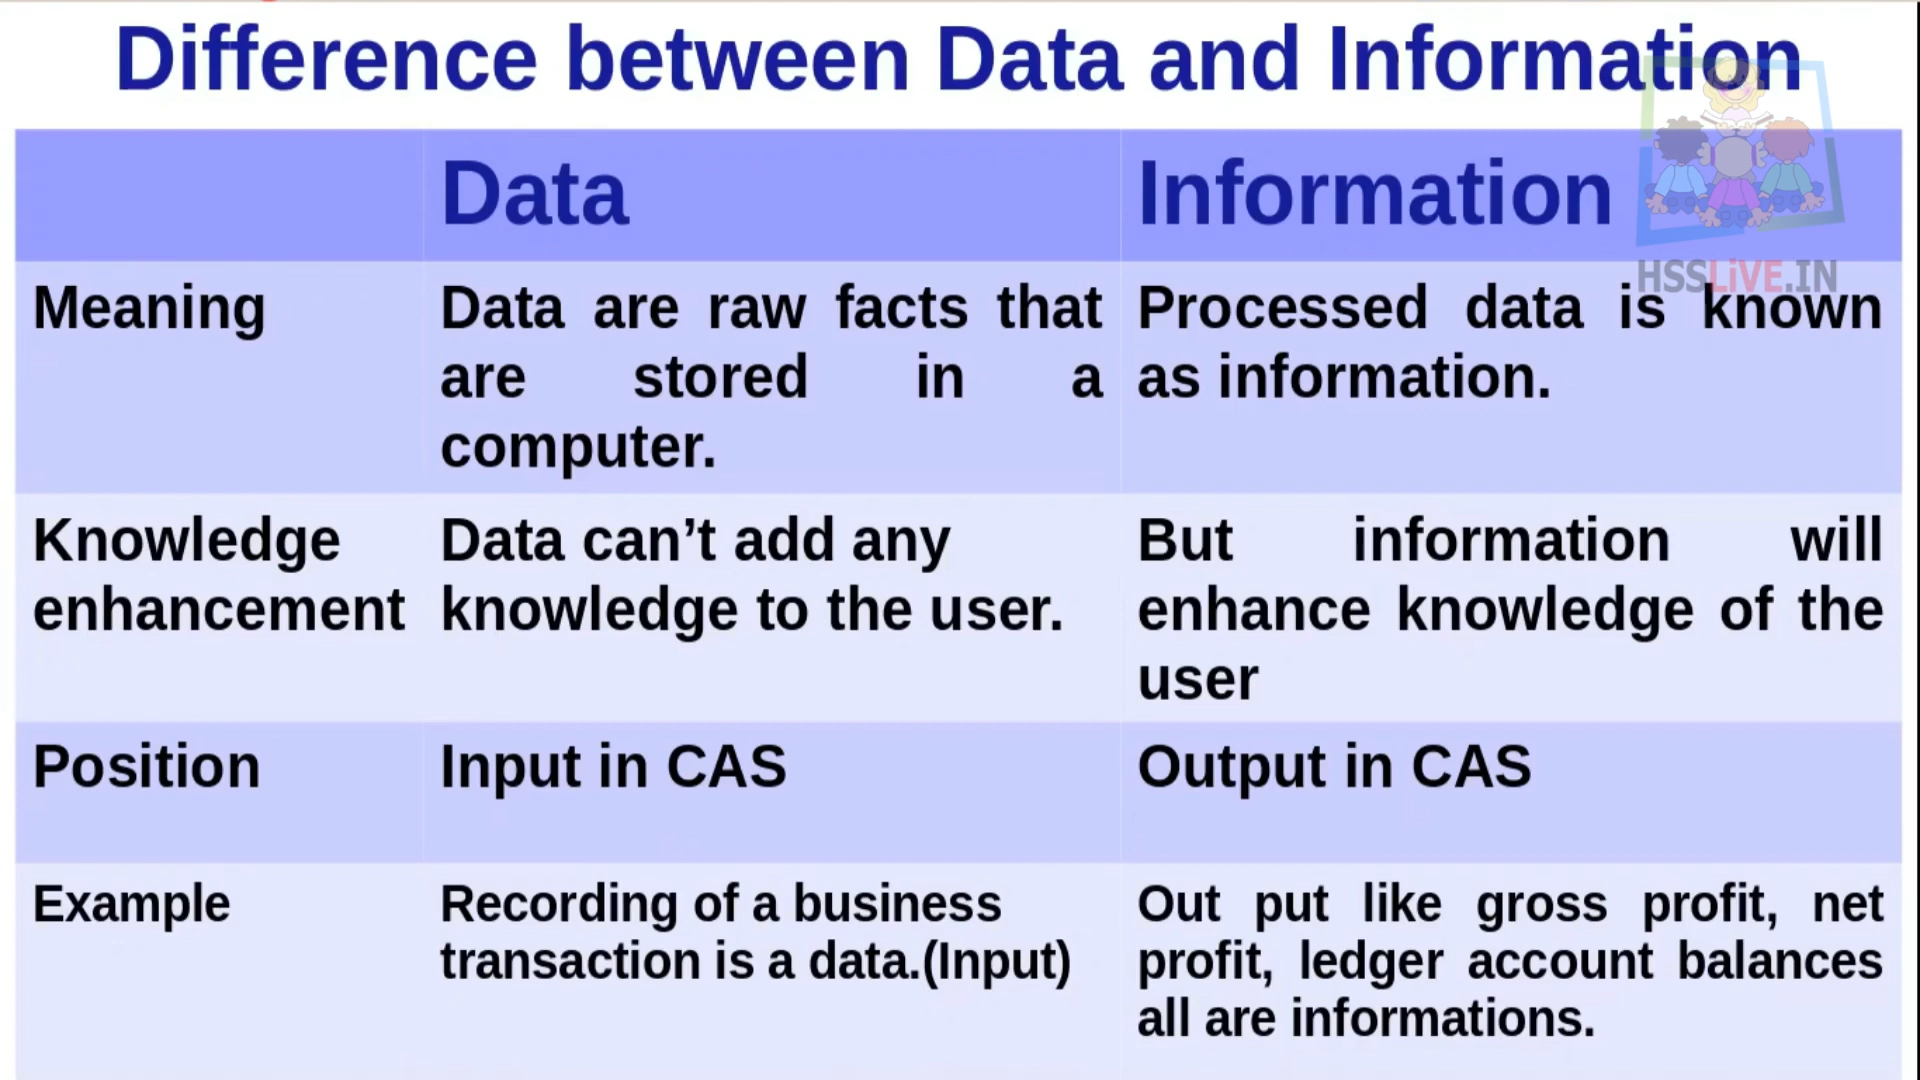 Difference between Data and Information
Data
Information
HSSLiVE.IN
Meaning
Data are raw facts that
are stored in a
computer.
Processed data is known
as information.
Knowledge
enhancement
Data can’t add any
knowledge to the user.
But information will
enhance knowledge of the
user
Position
Input in CAS
Output in CAS
Example
Recording of a business
transaction is a data.(Input)
Out put like gross profit, net
profit, ledger account balances
all are informations.